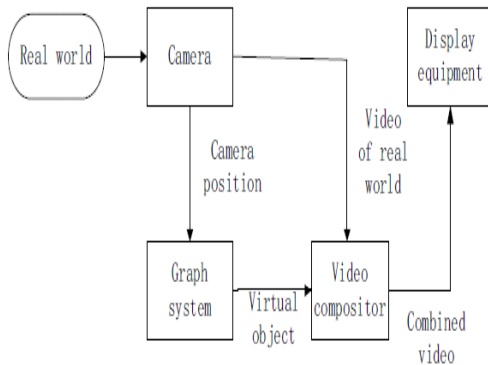 Real world
Camera
Display
equipment
Camera
position
Video
of real
world
Graph
system
Virtual
object
Video
compositor
Combined
video